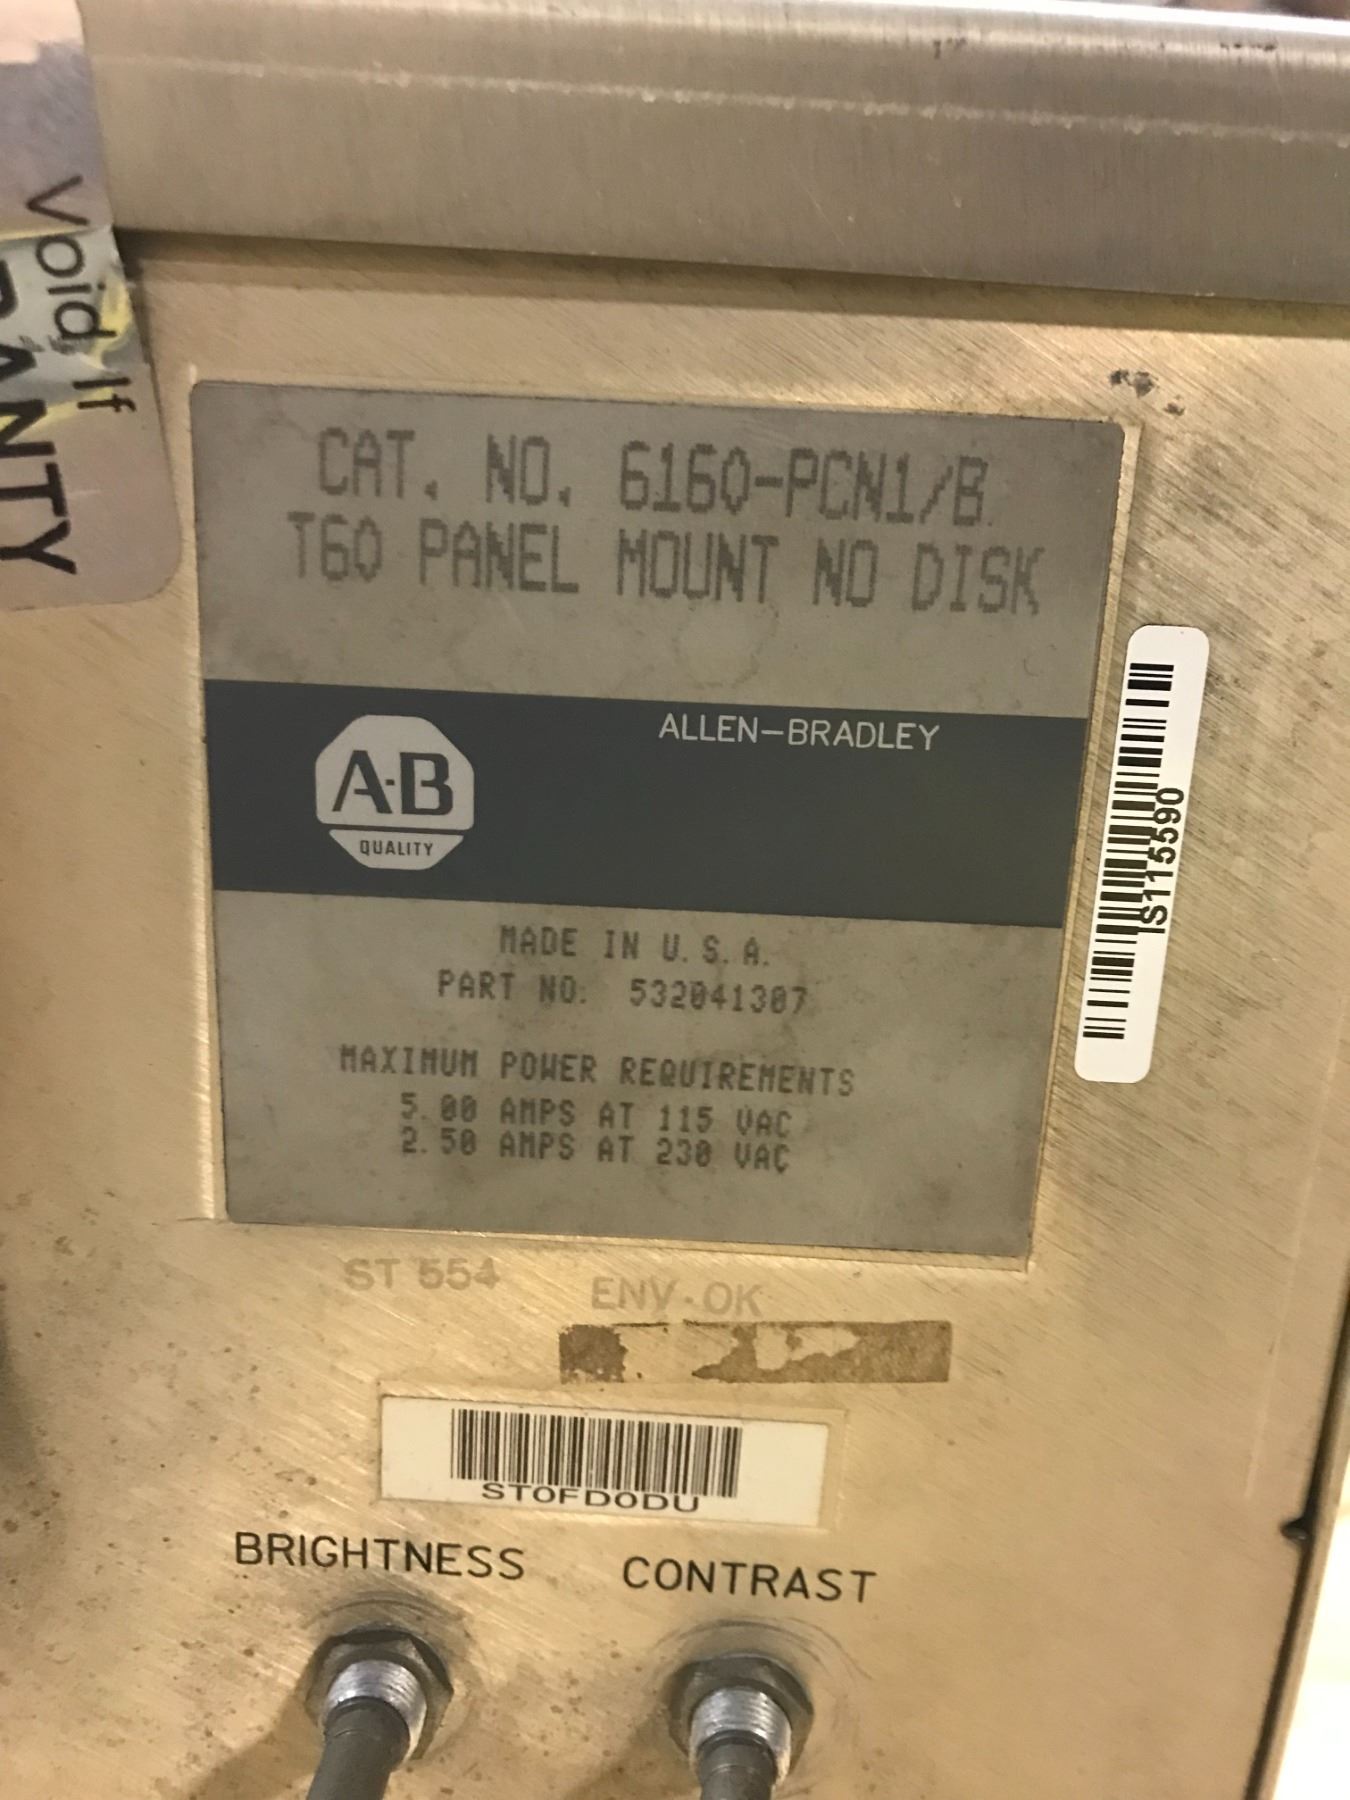 Void If
RANTY
CAT. NO. 6160-PCN1/B
T60 PANEL MOUNT NO DISK
ALLEN-BRADLEY
A-B
QUALITY
IS115590
MADE IN U.S.A.
PART NO: 532041307
MAXIMUM POWER REQUIREMENTS
5.00 AMPS AT 115 VAC
2.50 AMPS AT 230 VAC
ST 554
ENV-OK
ST0FD0DU
BRIGHTNESS
CONTRAST